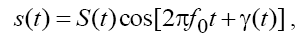 s(t) = S(t) cos[2πf₀t + γ(t)] ,